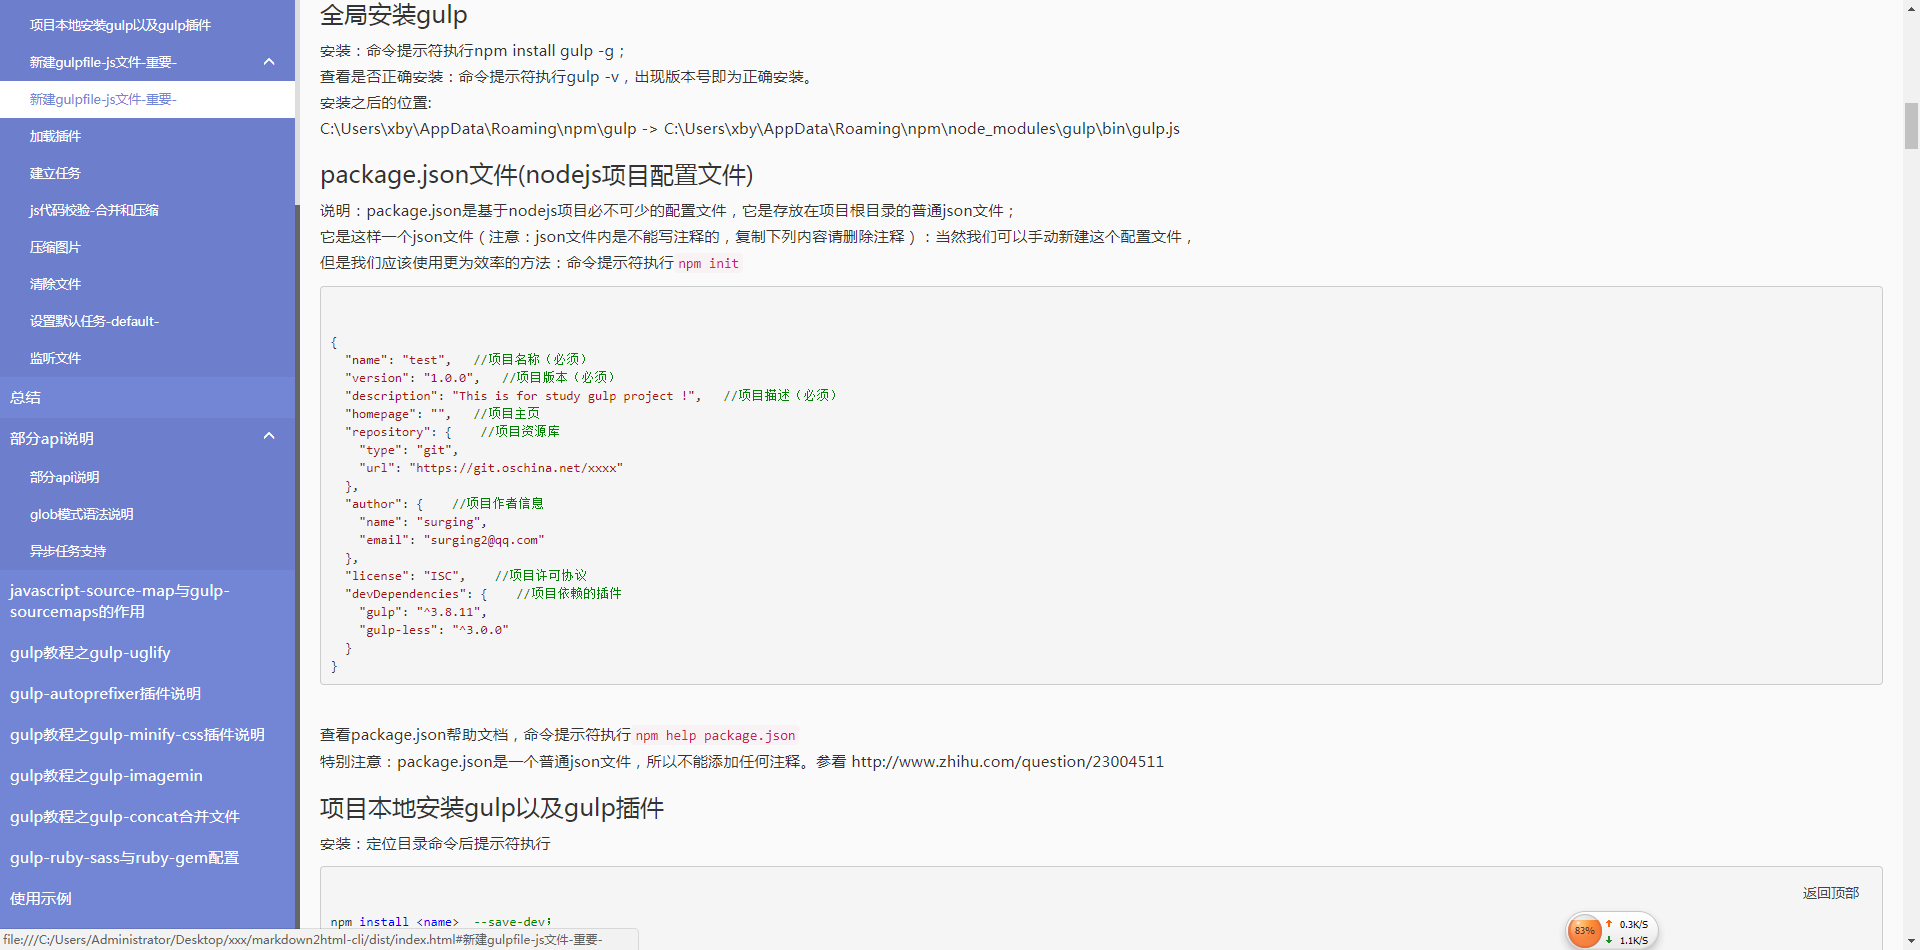 项目本地安装gulp以及gulp插件
新建gulpfile-js文件-重要-
新建gulpfile-js文件-重要-
加载插件
建立任务
js代码校验-合并和压缩
压缩图片
清除文件
设置默认任务-default-
监听文件
总结
部分api说明
部分api说明
glob模式语法说明
异步任务支持
javascript-source-map与gulp-
sourcemaps的作用
gulp教程之gulp-uglify
gulp-autoprefixer插件说明
gulp教程之gulp-minify-css插件说明
gulp教程之gulp-imagemin
gulp教程之gulp-concat合并文件
gulp-ruby-sass与ruby-gem配置
使用示例
全局安装gulp
安装：命令提示符执行npm install gulp -g；
查看是否正确安装：命令提示符执行gulp -v，出现版本号即为正确安装。
安装之后的位置:
C:\Users\xby\AppData\Roaming\npm\gulp -> C:\Users\xby\AppData\Roaming\npm\node_modules\gulp\bin\gulp.js
package.json文件(nodejs项目配置文件)
说明：package.json是基于nodejs项目必不可少的配置文件，它是存放在项目根目录的普通json文件；
它是这样一个json文件（注意：json文件内是不能写注释的，复制下列内容请删除注释）：当然我们可以手动新建这个配置文件，
但是我们应该使用更为效率的方法：命令提示符执行 npm init
{
  "name": "test",   //项目名称（必须）
  "version": "1.0.0",   //项目版本（必须）
  "description": "This is for study gulp project !",   //项目描述（必须）
  "homepage": "",   //项目主页
  "repository": {    //项目资源库
    "type": "git",
    "url": "https://git.oschina.net/xxxx"
  },
  "author": {    //项目作者信息
    "name": "surging",
    "email": "surging2@qq.com"
  },
  "license": "ISC",    //项目许可协议
  "devDependencies": {    //项目依赖的插件
    "gulp": "^3.8.11",
    "gulp-less": "^3.0.0"
  }
}
查看package.json帮助文档，命令提示符执行 npm help package.json
特别注意：package.json是一个普通json文件，所以不能添加任何注释。参看 http://www.zhihu.com/question/23004511
项目本地安装gulp以及gulp插件
安装：定位目录命令后提示符执行
返回顶部
npm install <name>  --save-dev；
83%
↑ 0.3K/S
↓ 1.1K/S
file:///C:/Users/Administrator/Desktop/xxx/markdown2html-cli/dist/index.html#新建gulpfile-js文件-重要-